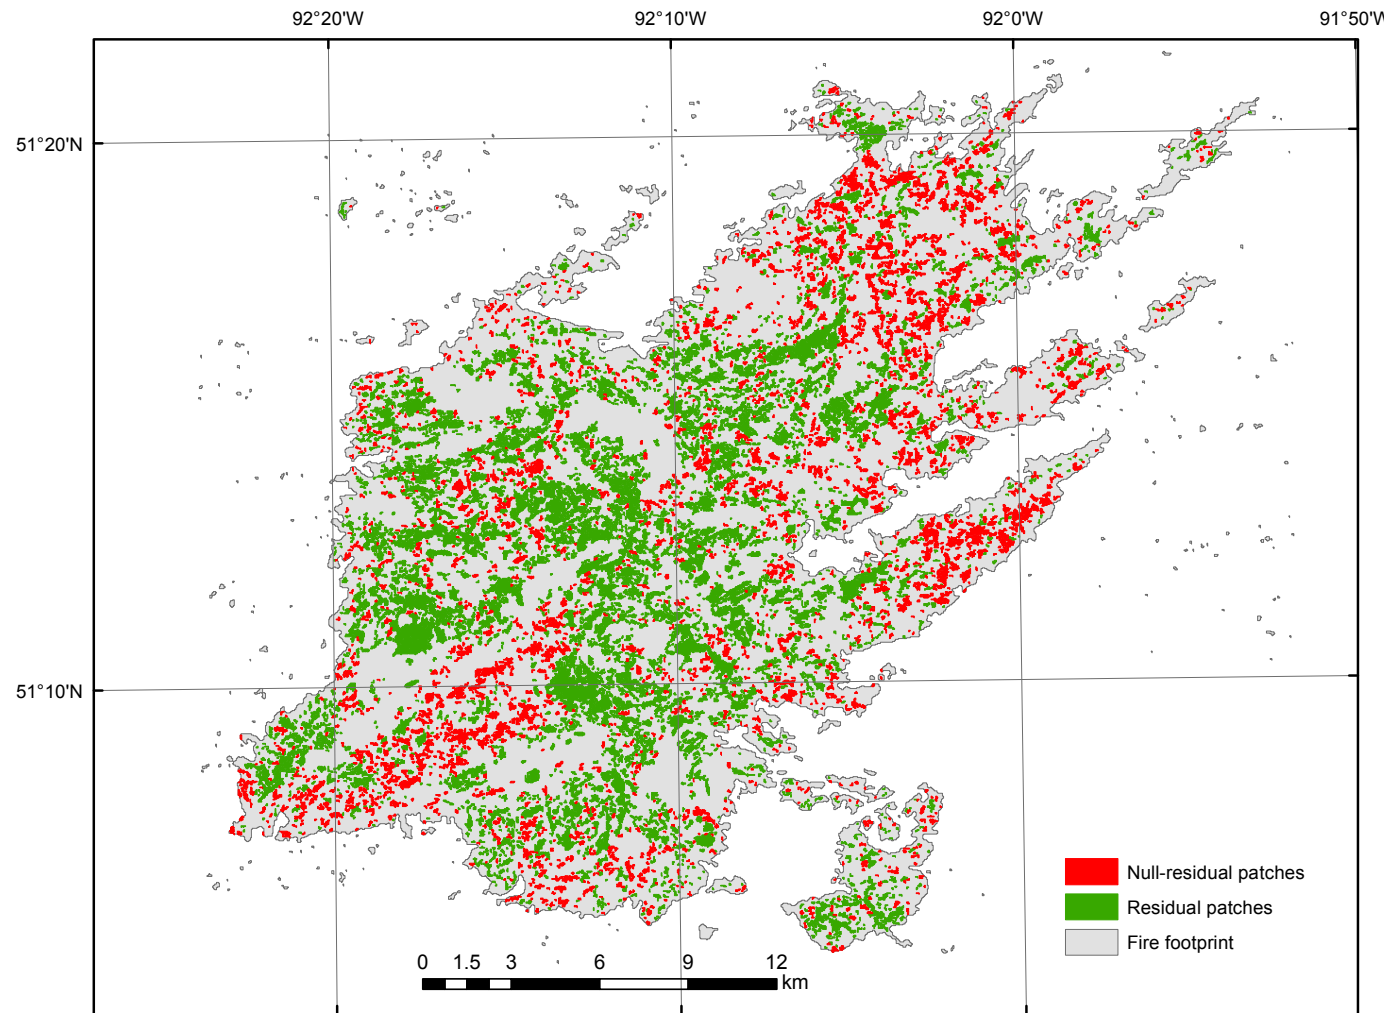 92°20'W 92°10'W 92°0'W 91°50'W
51°20'N
51°10'N
Null-residual patches
Residual patches
Fire footprint
0 1.5 3 6 9 12
km